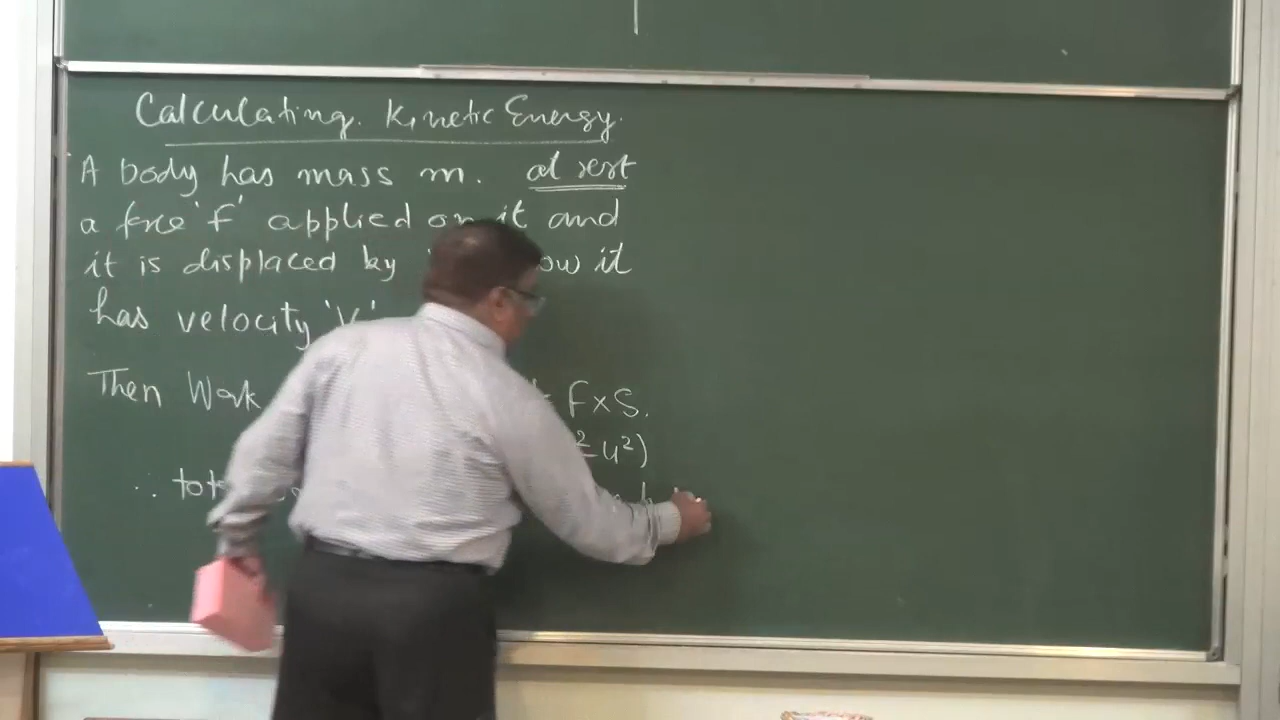 Calculating. Kinetic Energy.
A body has mass m. at rest
a force 'F' applied on it and
it is displaced by ow it
has velocity 'V'
Then Work F×S.
²-u²)
∴ tot